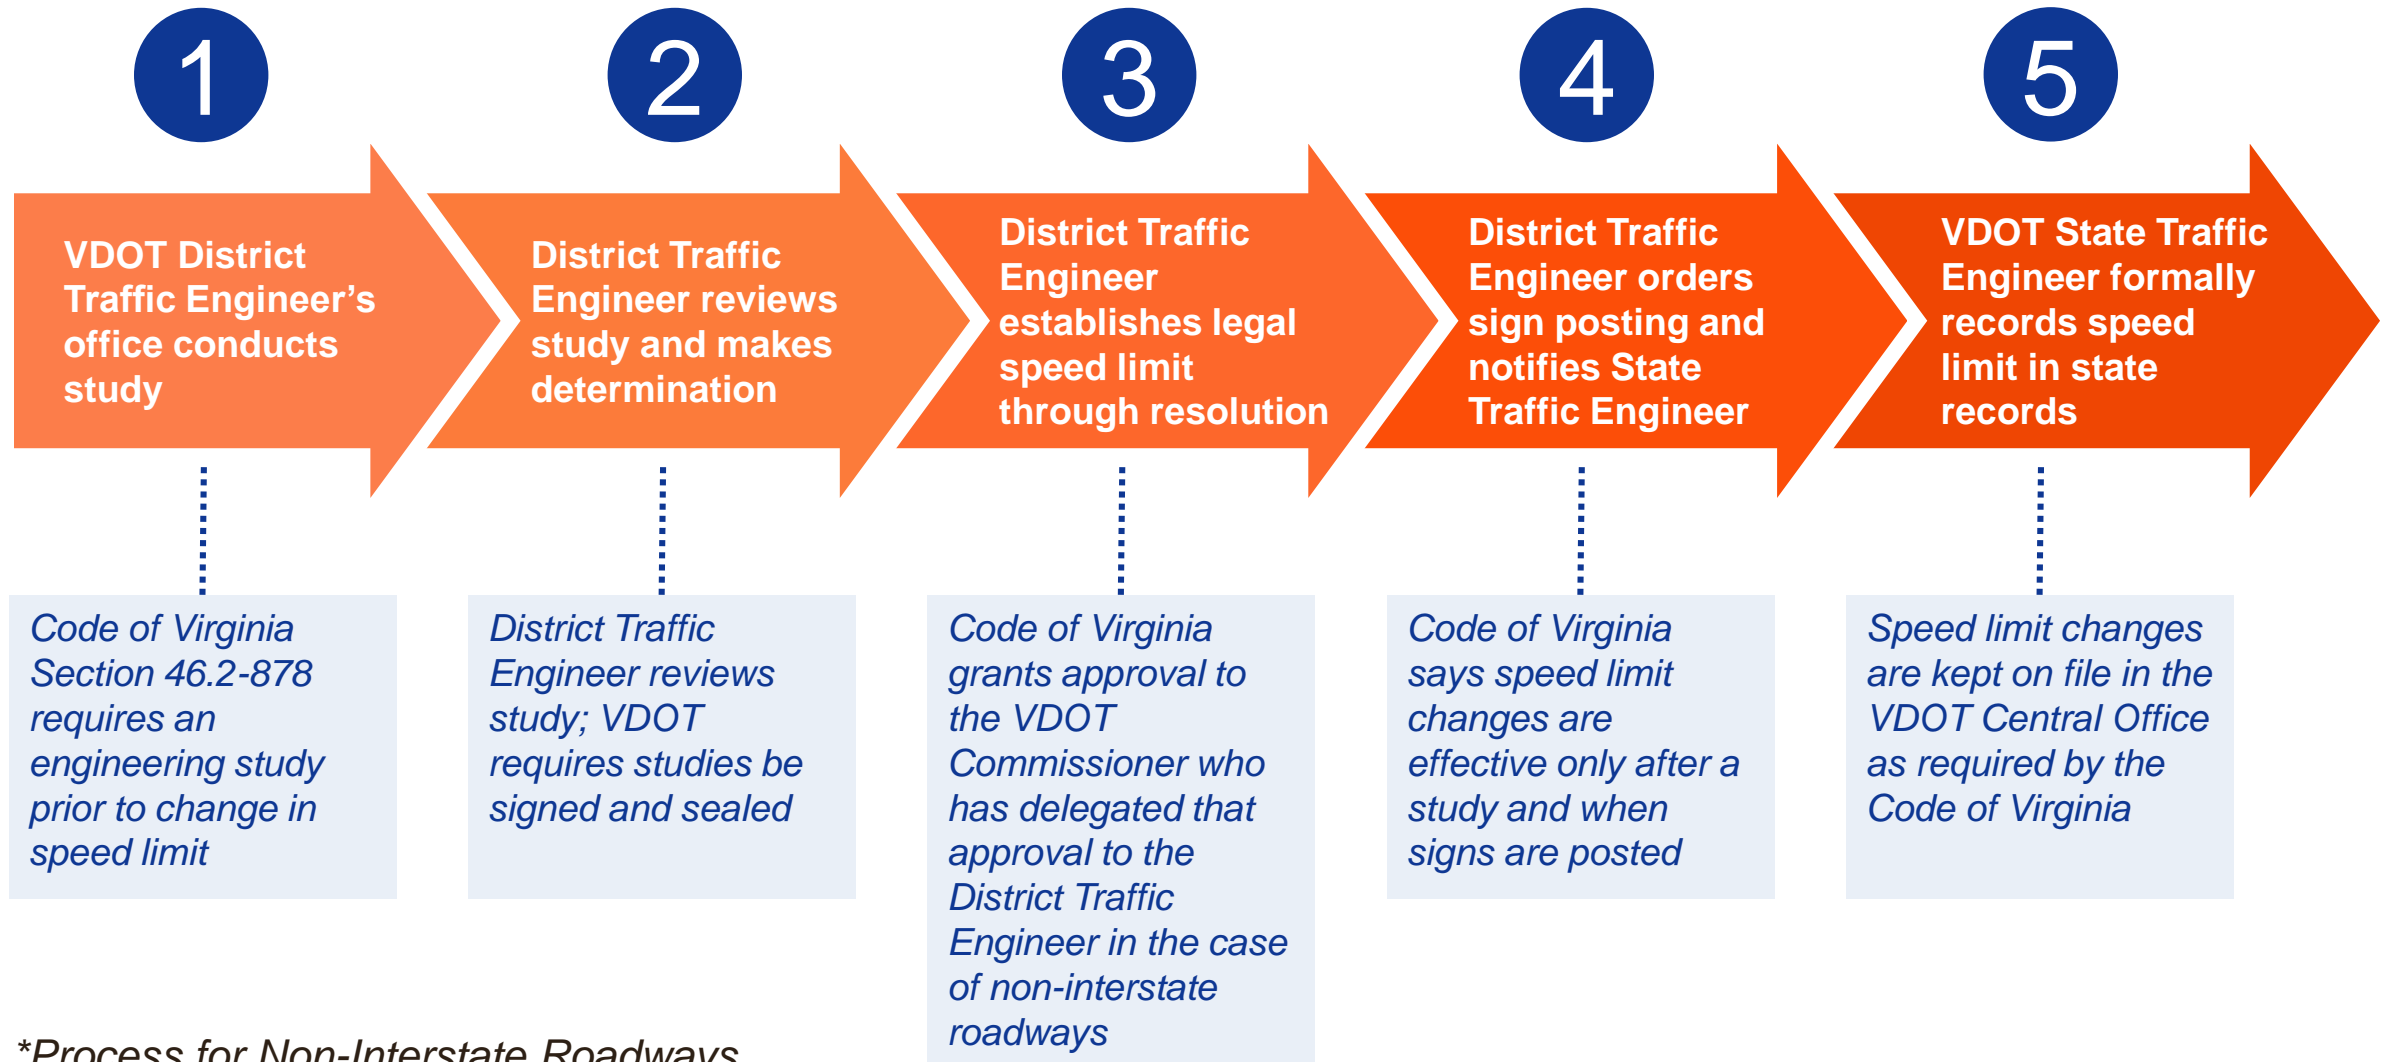 1
2
3
4
5
VDOT District
Traffic Engineer’s
office conducts
study
District Traffic
Engineer reviews
study and makes
determination
District Traffic
Engineer
establishes legal
speed limit
through resolution
District Traffic
Engineer orders
sign posting and
notifies State
Traffic Engineer
VDOT State Traffic
Engineer formally
records speed
limit in state
records
Code of Virginia
Section 46.2-878
requires an
engineering study
prior to change in
speed limit
District Traffic
Engineer reviews
study; VDOT
requires studies be
signed and sealed
Code of Virginia
grants approval to
the VDOT
Commissioner who
has delegated that
approval to the
District Traffic
Engineer in the case
of non-interstate
roadways
Code of Virginia
says speed limit
changes are
effective only after a
study and when
signs are posted
Speed limit changes
are kept on file in the
VDOT Central Office
as required by the
Code of Virginia
*Process for Non-Interstate Roadways